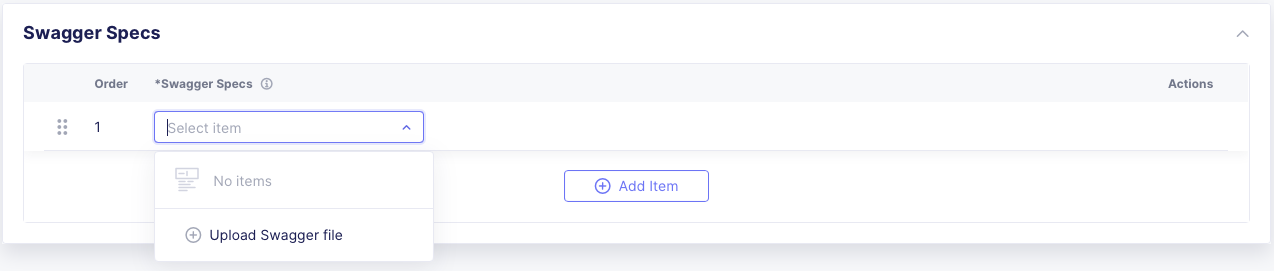 Swagger Specs
Order *Swagger Specs Actions
1 Select item
No items
Add Item
Upload Swagger file